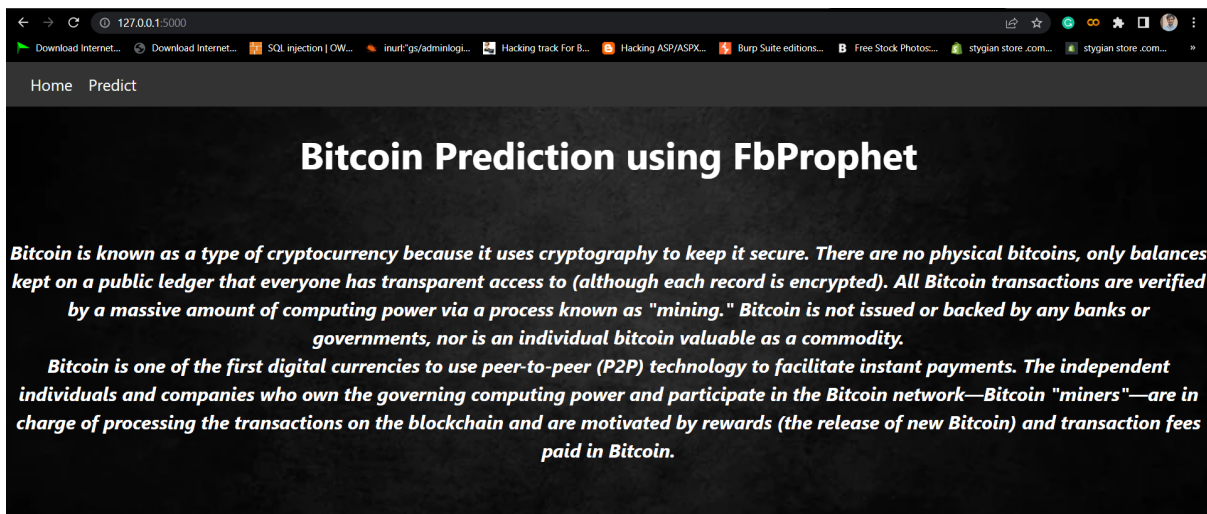 127.0.0.1:5000
Download Internet... Download Internet... SQL injection | OW... inurl:"gs/adminlogi... Hacking track For B... Hacking ASP/ASPX... Burp Suite editions... B Free Stock Photos:... stygian store .com... stygian store .com... »
Home Predict
Bitcoin Prediction using FbProphet
Bitcoin is known as a type of cryptocurrency because it uses cryptography to keep it secure. There are no physical bitcoins, only balances
kept on a public ledger that everyone has transparent access to (although each record is encrypted). All Bitcoin transactions are verified
by a massive amount of computing power via a process known as "mining." Bitcoin is not issued or backed by any banks or
governments, nor is an individual bitcoin valuable as a commodity.
Bitcoin is one of the first digital currencies to use peer-to-peer (P2P) technology to facilitate instant payments. The independent
individuals and companies who own the governing computing power and participate in the Bitcoin network—Bitcoin "miners"—are in
charge of processing the transactions on the blockchain and are motivated by rewards (the release of new Bitcoin) and transaction fees
paid in Bitcoin.